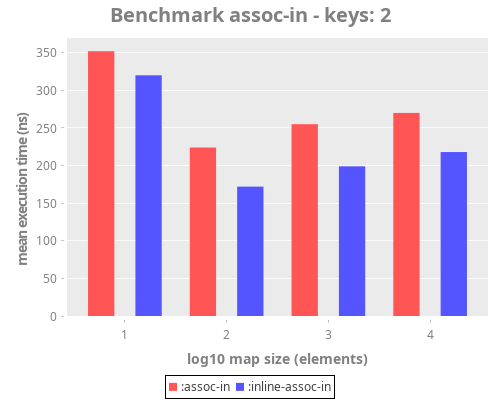 Benchmark assoc-in - keys: 2
mean execution time (ns)
350
300
250
200
150
100
50
0
1 2 3 4
log10 map size (elements)
:assoc-in :inline-assoc-in